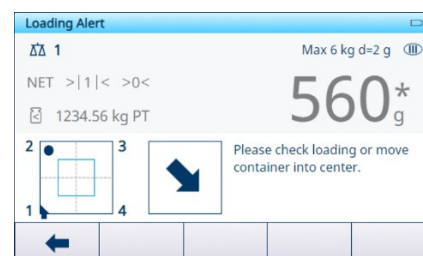 Loading Alert
1 Max 6 kg d=2 g III
NET >|1|< >0<
1234.56 kg PT
560* g
2 3
Please check loading or move
container into center.
1 4